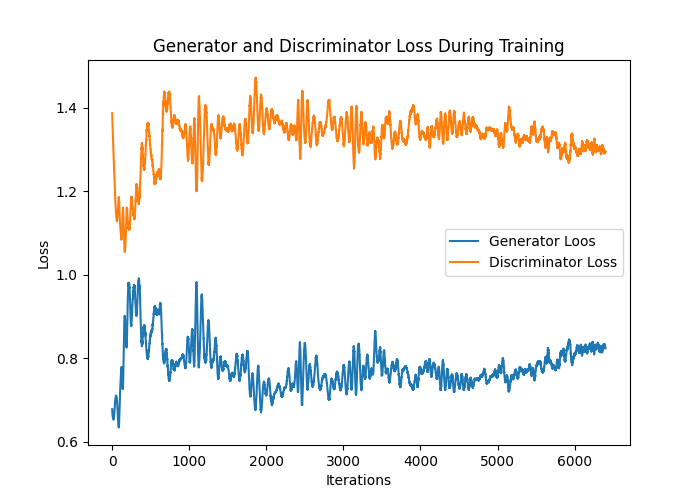 Generator and Discriminator Loss During Training
Loss
1.4
1.2
1.0
0.8
0.6
Generator Loos
Discriminator Loss
0
1000
2000
3000
4000
5000
6000
Iterations